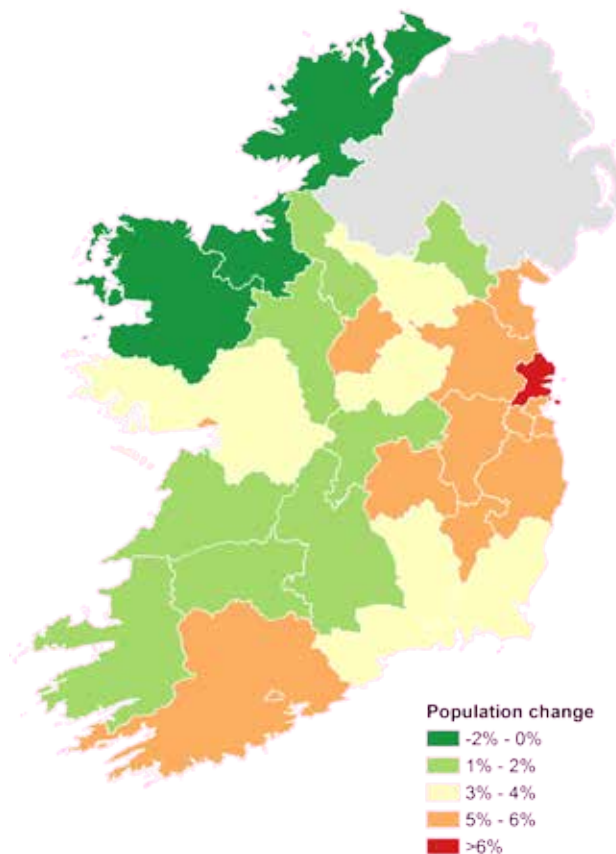 Population change
-2% - 0%
1% - 2%
3% - 4%
5% - 6%
>6%